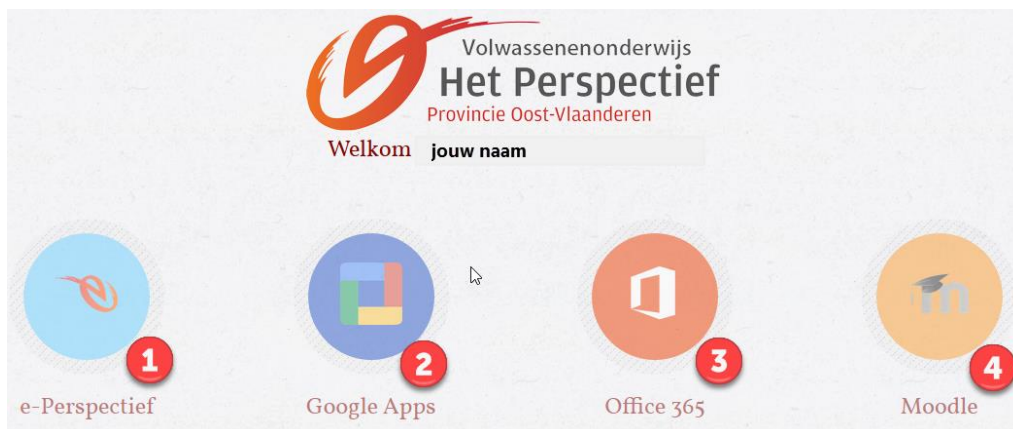 Volwassenenonderwijs
Het Perspectief
Provincie Oost-Vlaanderen
Welkom jouw naam
1 2 3 4
e-Perspectief Google Apps Office 365 Moodle